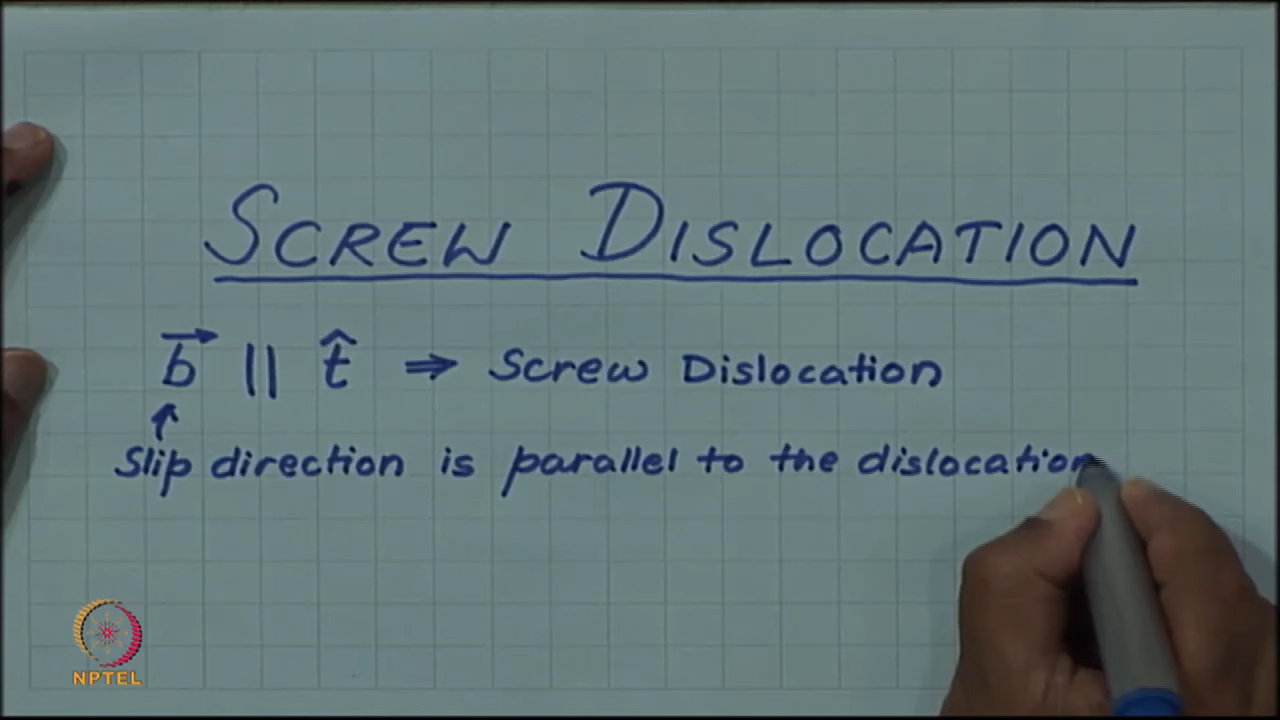 SCREW DISLOCATION
b⃗ || t̂ ⇒ Screw Dislocation
↑
Slip direction is parallel to the dislocation
NPTEL